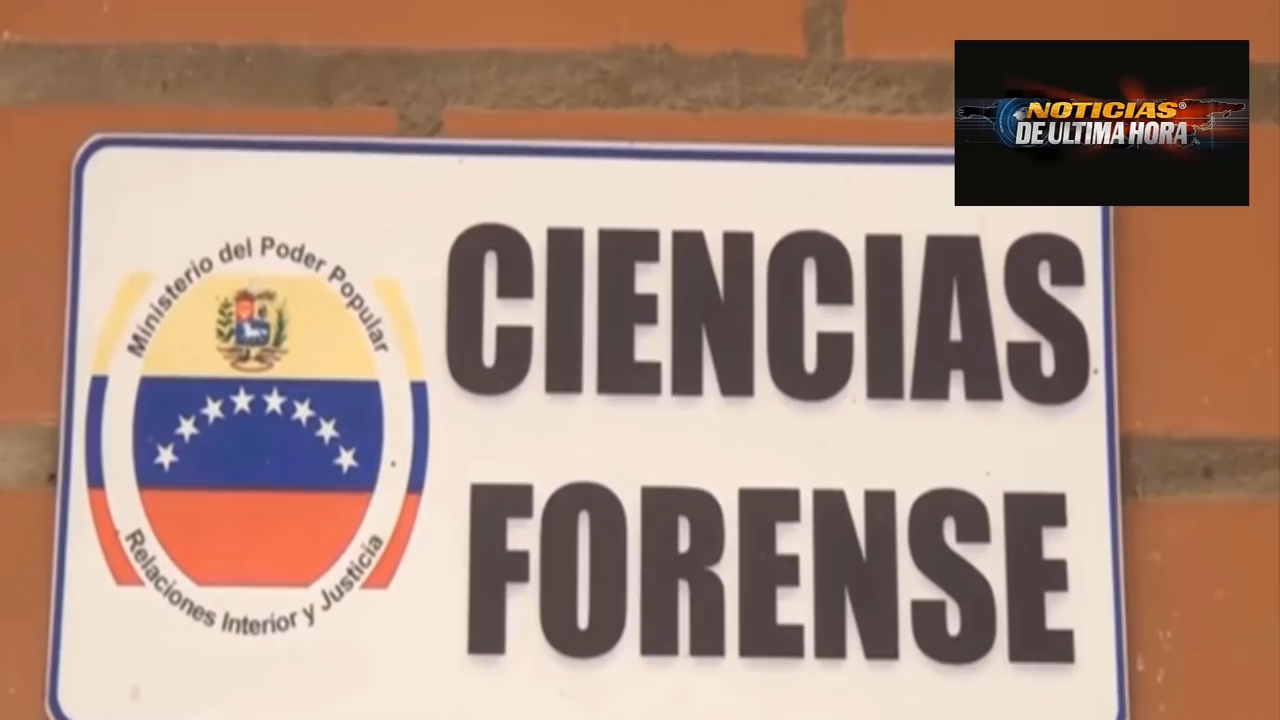 NOTICIAS®
DE ULTIMA HORA
Ministerio del Poder Popular
Relaciones Interior y Justicia
CIENCIAS
FORENSE